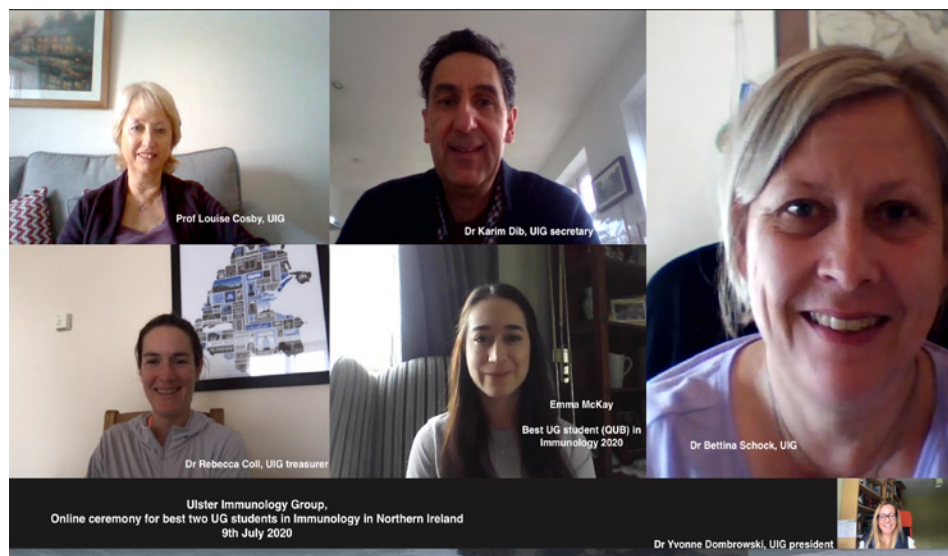 Prof Louise Cosby, UIG
Dr Karim Dib, UIG secretary
Dr Rebecca Coll, UIG treasurer
Emma McKay
Best UG student (QUB) in
Immunology 2020
Dr Bettina Schock, UIG
Ulster Immunology Group,
Online ceremony for best two UG students in Immunology in Northern Ireland
9th July 2020
Dr Yvonne Dombrowski, UIG president